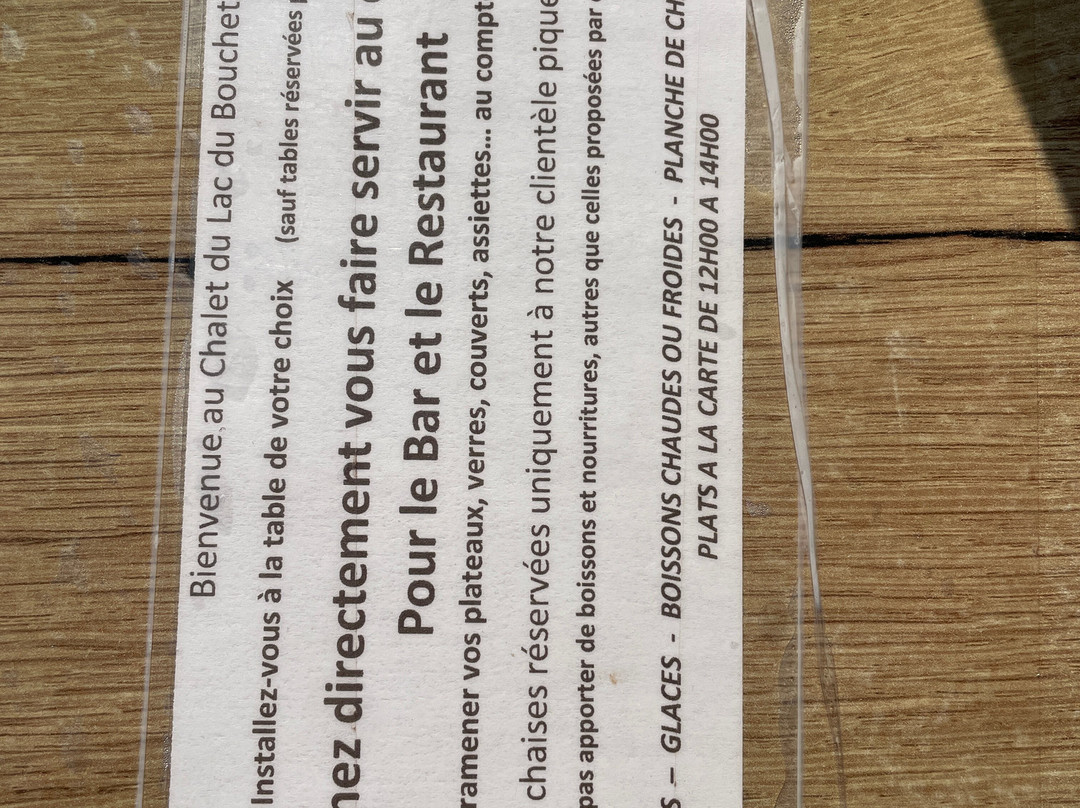 Bienvenue au Chalet du Lac du Bouchet
Installez-vous à la table de votre choix (sauf tables réservées
directement vous faire servir au
Pour le Bar et le Restaurant
ramener vos plateaux, verres, couverts, assiettes... au compt
chaises réservées uniquement à notre clientèle pique
pas apporter de boissons et nourritures, autres que celles proposées par
S – GLACES - BOISSONS CHAUDES OU FROIDES - PLANCHE DE CH
PLATS A LA CARTE DE 12H00 A 14H00